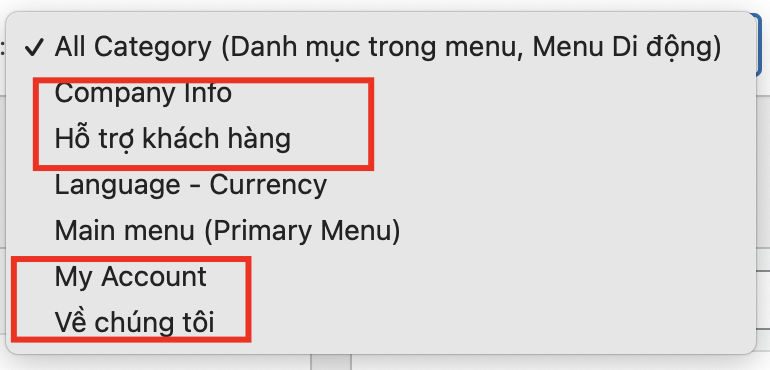 ✓ All Category (Danh mục trong menu, Menu Di động)
Company Info
Hỗ trợ khách hàng
Language - Currency
Main menu (Primary Menu)
My Account
Về chúng tôi